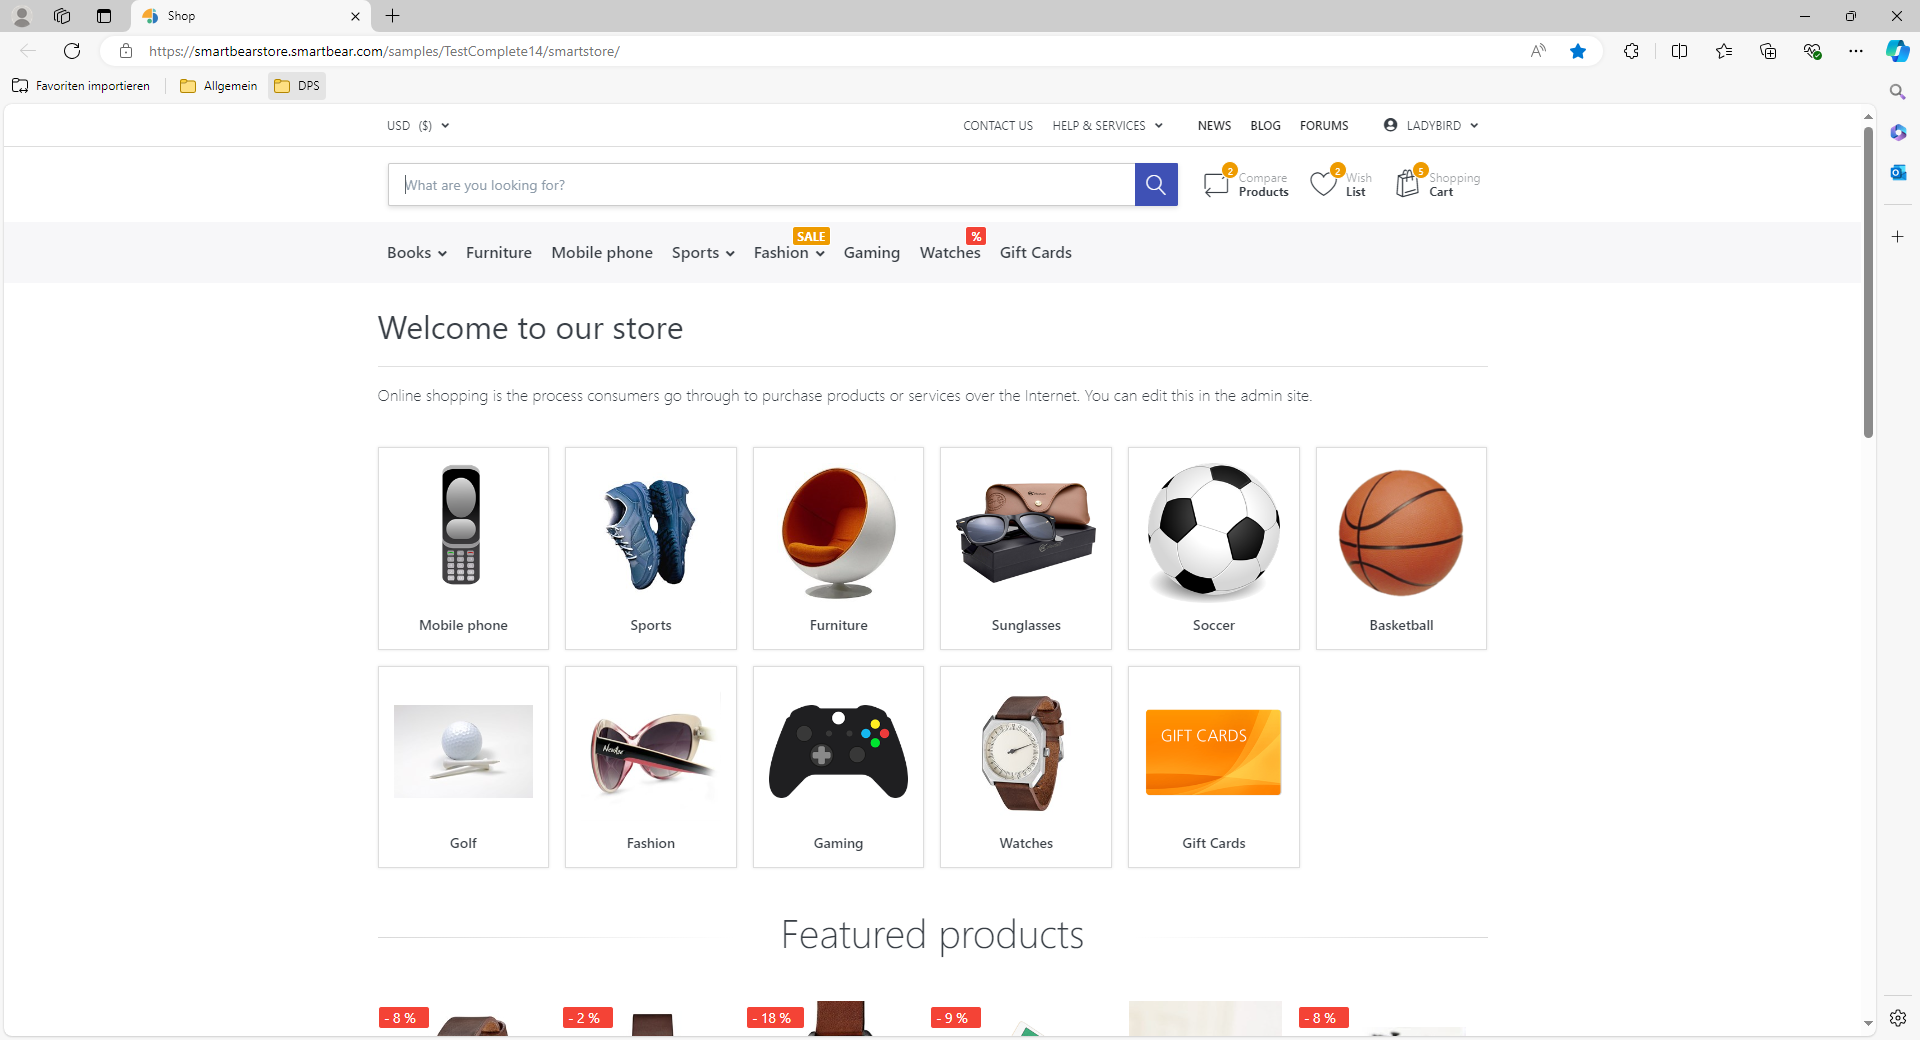 Shop
https://smartbearstore.smartbear.com/samples/TestComplete14/smartstore/
Favoriten importieren
Allgemein
DPS
USD ($)
CONTACT US
HELP & SERVICES
NEWS
BLOG
FORUMS
LADYBIRD
What are you looking for?
2
Compare
Products
2
Wish
List
5
Shopping
Cart
SALE
%
Books
Furniture
Mobile phone
Sports
Fashion
Gaming
Watches
Gift Cards
Welcome to our store
Online shopping is the process consumers go through to purchase products or services over the Internet. You can edit this in the admin site.
Mobile phone
Sports
Furniture
Sunglasses
Soccer
Basketball
GIFT CARDS
Golf
Fashion
Gaming
Watches
Gift Cards
Featured products
- 8 %
- 2 %
- 18 %
- 9 %
- 8 %